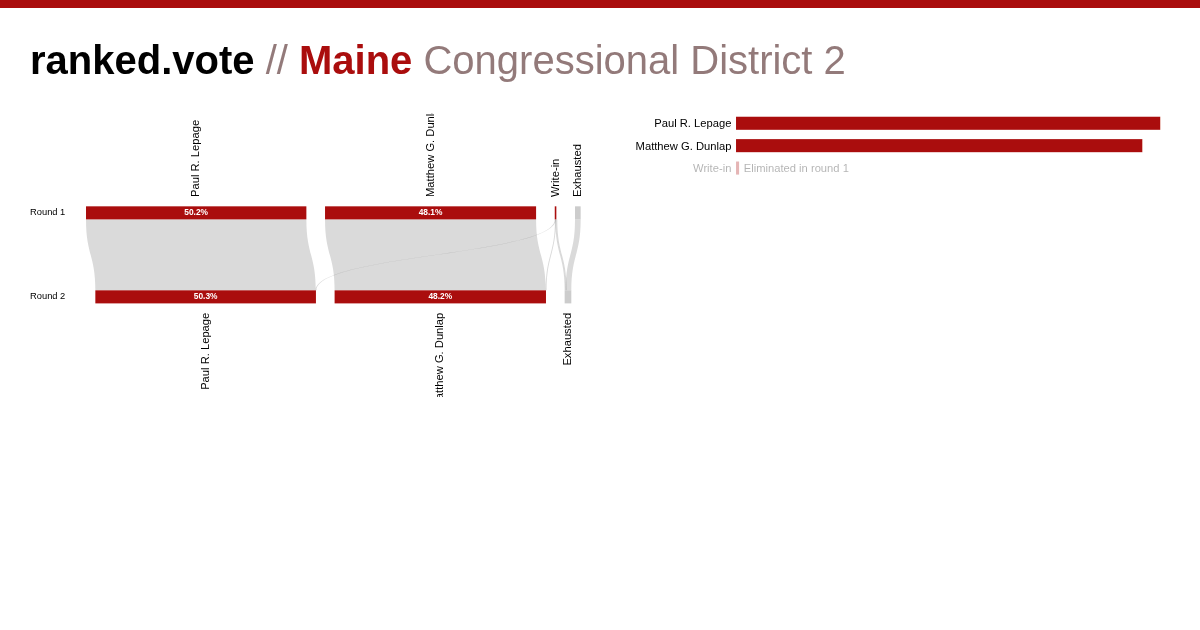 ranked.vote // Maine Congressional District 2
Paul R. Lepage
Matthew G. Dunl
Write-in
Exhausted
Round 1
50.2%
48.1%
Round 2
50.3%
48.2%
Paul R. Lepage
atthew G. Dunlap
Exhausted
Paul R. Lepage
Matthew G. Dunlap
Write-in Eliminated in round 1